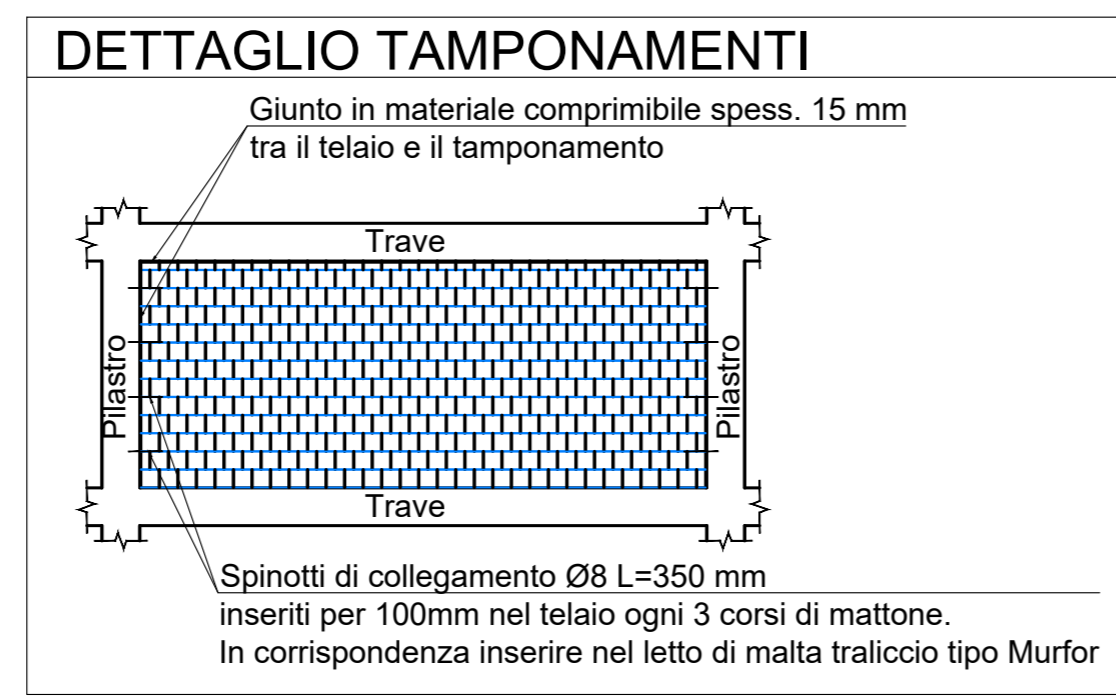 DETTAGLIO TAMPONAMENTI
Giunto in materiale comprimibile spess. 15 mm
tra il telaio e il tamponamento
Trave
Pilastro
Pilastro
Trave
Spinotti di collegamento Ø8 L=350 mm
inseriti per 100mm nel telaio ogni 3 corsi di mattone.
In corrispondenza inserire nel letto di malta traliccio tipo Murfor